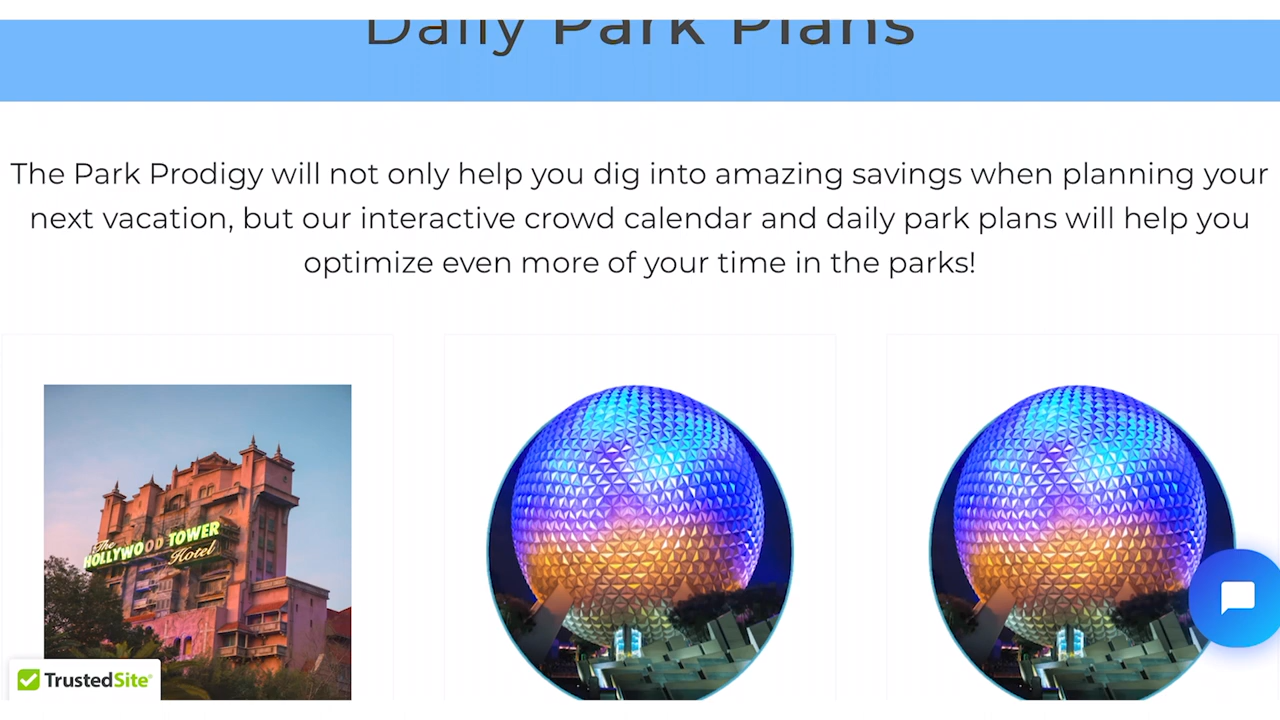 Daily Park Plans
The Park Prodigy will not only help you dig into amazing savings when planning your
next vacation, but our interactive crowd calendar and daily park plans will help you
optimize even more of your time in the parks!
The
HOLLYWOOD TOWER
Hotel
TrustedSite